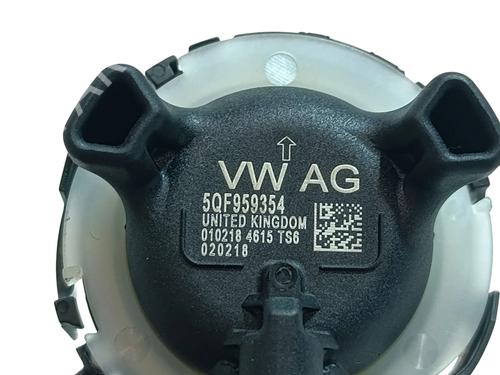 VW AG
5QF959354
UNITED KINGDOM
010218 4615 TS6
020218